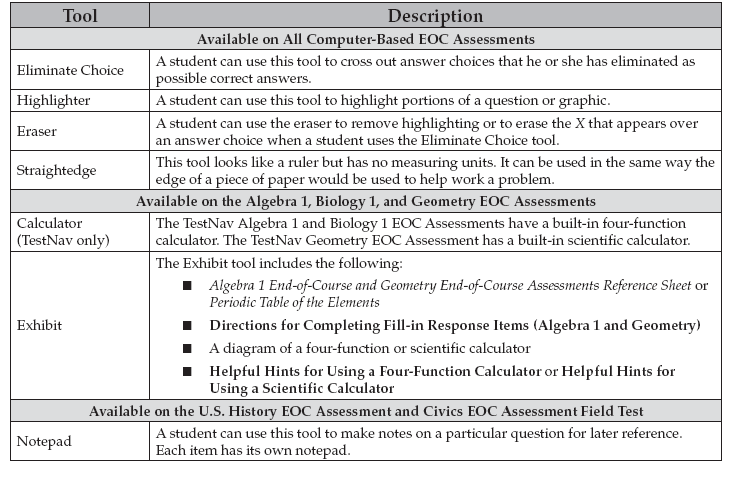 Tool Description
Available on All Computer-Based EOC Assessments
Eliminate Choice
A student can use this tool to cross out answer choices that he or she has eliminated as
possible correct answers.
Highlighter
A student can use this tool to highlight portions of a question or graphic.
Eraser
A student can use the eraser to remove highlighting or to erase the X that appears over
an answer choice when a student uses the Eliminate Choice tool.
Straightedge
This tool looks like a ruler but has no measuring units. It can be used in the same way the
edge of a piece of paper would be used to help work a problem.
Available on the Algebra 1, Biology 1, and Geometry EOC Assessments
Calculator
(TestNav only)
The TestNav Algebra 1 and Biology 1 EOC Assessments have a built-in four-function
calculator. The TestNav Geometry EOC Assessment has a built-in scientific calculator.
Exhibit
The Exhibit tool includes the following:
■ Algebra 1 End-of-Course and Geometry End-of-Course Assessments Reference Sheet or
Periodic Table of the Elements
■ Directions for Completing Fill-in Response Items (Algebra 1 and Geometry)
■ A diagram of a four-function or scientific calculator
■ Helpful Hints for Using a Four-Function Calculator or Helpful Hints for
Using a Scientific Calculator
Available on the U.S. History EOC Assessment and Civics EOC Assessment Field Test
Notepad
A student can use this tool to make notes on a particular question for later reference.
Each item has its own notepad.